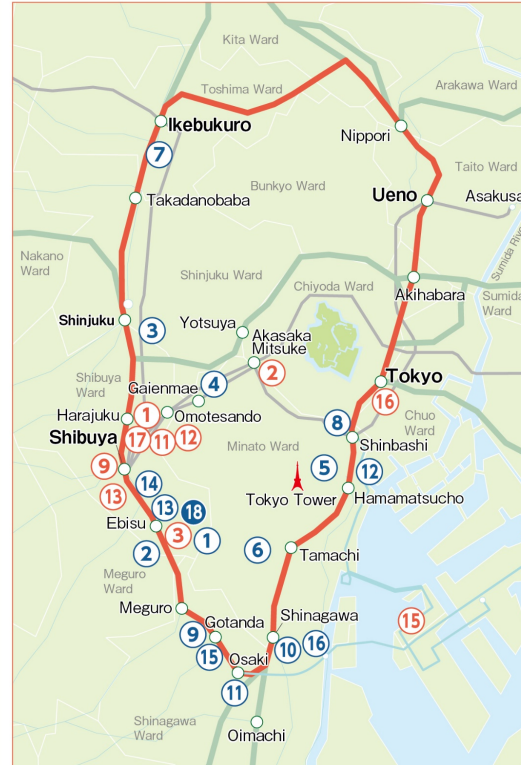 Kita Ward
Toshima Ward
Arakawa Ward
Ikebukuro
Nippori
7
Taito Ward
Bunkyo Ward
Takadanobaba
Ueno
Asakusa
Sumida River
Nakano
Ward
Shinjuku Ward
Chiyoda Ward
Akihabara
Sumida
Ward
Shinjuku
3
Yotsuya
Akasaka
Mitsuke
2
Shibuya
Ward
Gaienmae
4
Tokyo
16
Harajuku
1
Omotesando
Chuo
Ward
Shibuya
17
11
12
8
Shinbashi
Minato Ward
9
14
5
12
13
Tokyo Tower
Hamamatsucho
13
18
Ebisu
3
1
2
6
Tamachi
Meguro
Ward
Meguro
Gotanda
Shinagawa
15
9
10
16
15
Osaki
11
Shinagawa
Ward
Oimachi